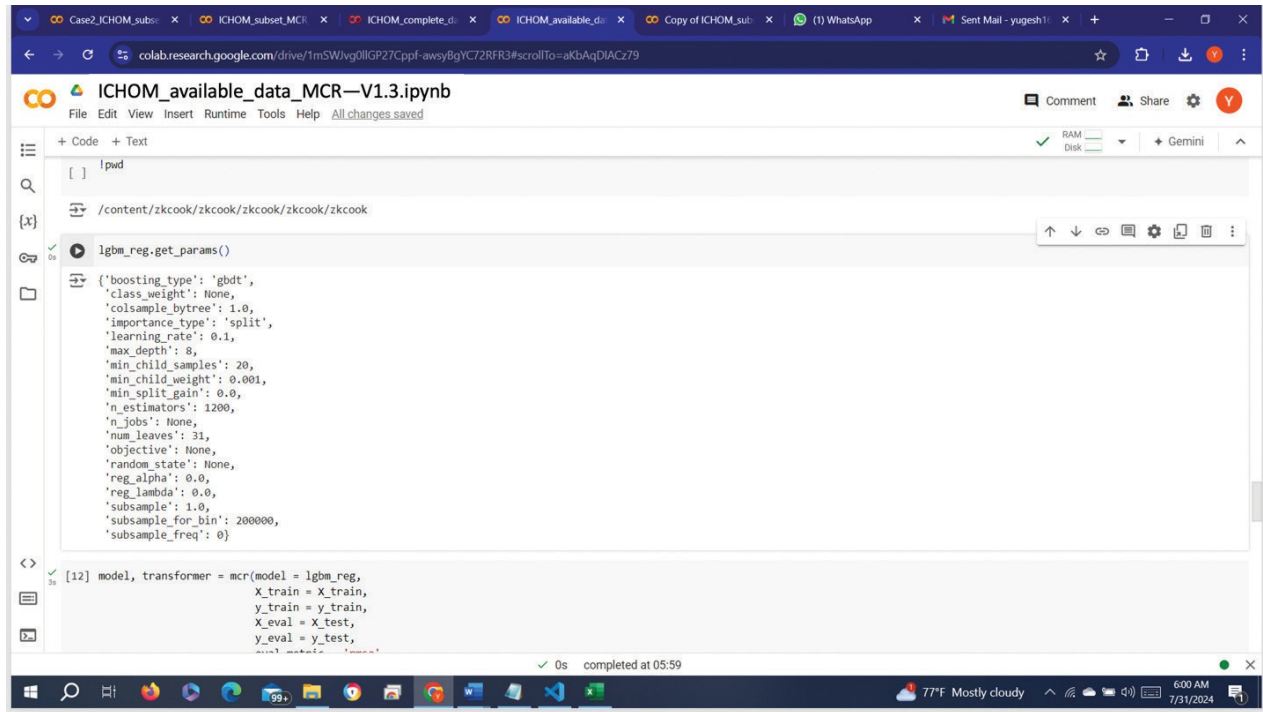 Case2_ICHOM_subse
ICHOM_subset_MCR
ICHOM_complete_da
ICHOM_available_da
Copy of ICHOM_sub
(1) WhatsApp
Sent Mail - yugesh1
colab.research.google.com/drive/1mSWJvg0llGP27Cppf-awsyBgYC72RFR3#scrollTo=aKbAqDIACz79
ICHOM_available_data_MCR—V1.3.ipynb
File Edit View Insert Runtime Tools Help All changes saved
Comment Share Y
+ Code + Text
RAM
Disk
Gemini
[ ] !pwd
/content/zkcook/zkcook/zkcook/zkcook/zkcook
{x}
0s
lgbm_reg.get_params()
{'boosting_type': 'gbdt',
'class_weight': None,
'colsample_bytree': 1.0,
'importance_type': 'split',
'learning_rate': 0.1,
'max_depth': 8,
'min_child_samples': 20,
'min_child_weight': 0.001,
'min_split_gain': 0.0,
'n_estimators': 1200,
'n_jobs': None,
'num_leaves': 31,
'objective': None,
'random_state': None,
'reg_alpha': 0.0,
'reg_lambda': 0.0,
'subsample': 1.0,
'subsample_for_bin': 200000,
'subsample_freq': 0}
3s
[12] model, transformer = mcr(model = lgbm_reg,
X_train = X_train,
y_train = y_train,
X_eval = X_test,
y_eval = y_test,
0s completed at 05:59
99+
77°F Mostly cloudy
6:00 AM
7/31/2024